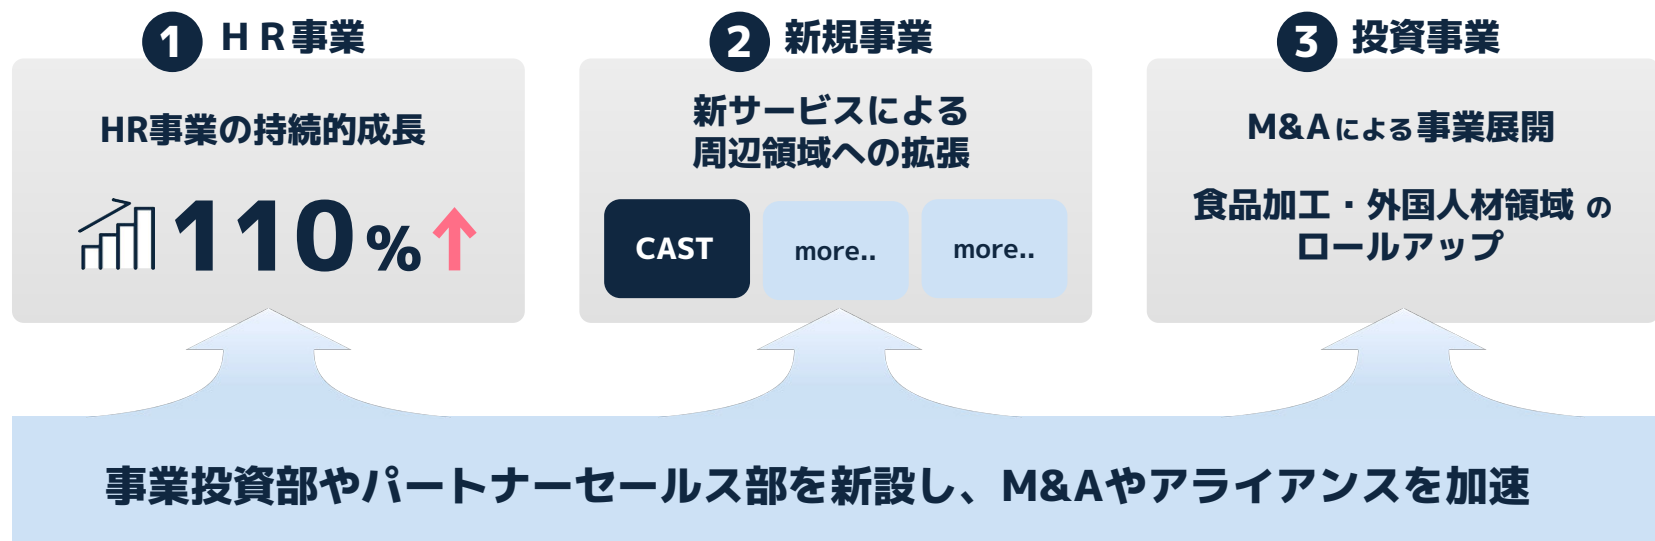 1 HR事業
HR事業の持続的成長
110%
2 新規事業
新サービスによる
周辺領域への拡張
CAST
more..
more..
3 投資事業
M&Aによる事業展開
食品加工・外国人材領域 の
ロールアップ
事業投資部やパートナーセールス部を新設し、M&Aやアライアンスを加速